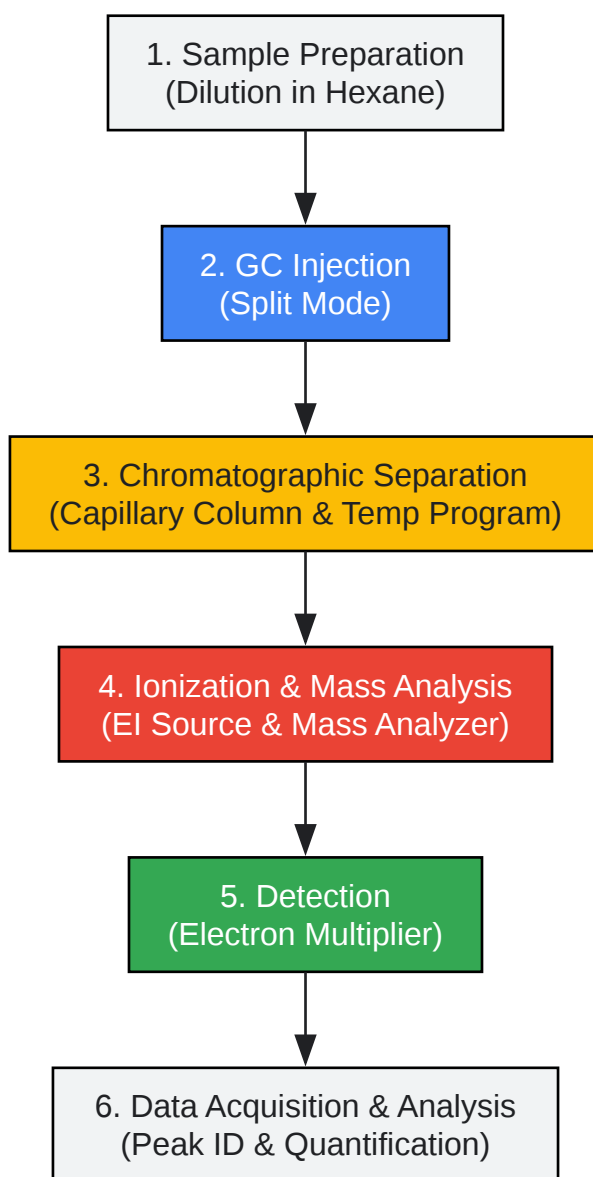 1. Sample Preparation
(Dilution in Hexane)
2. GC Injection
(Split Mode)
3. Chromatographic Separation
(Capillary Column & Temp Program)
4. Ionization & Mass Analysis
(EI Source & Mass Analyzer)
5. Detection
(Electron Multiplier)
6. Data Acquisition & Analysis
(Peak ID & Quantification)